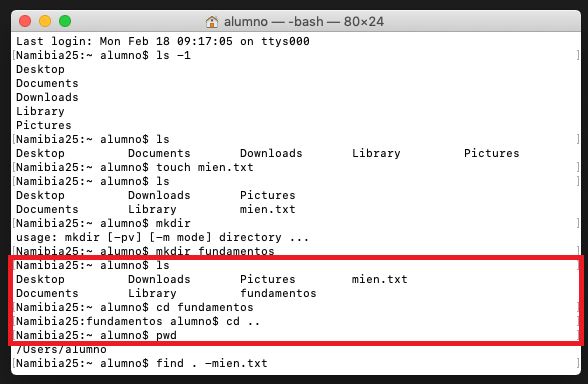 alumno — -bash — 80×24
Last login: Mon Feb 18 09:17:05 on ttys000
[Namibia25:~ alumno$ ls -1 ]
Desktop
Documents
Downloads
Library
Pictures
[Namibia25:~ alumno$ ls ]
Desktop Documents Downloads Library Pictures
[Namibia25:~ alumno$ touch mien.txt ]
[Namibia25:~ alumno$ ls ]
Desktop Downloads Pictures
Documents Library mien.txt
[Namibia25:~ alumno$ mkdir ]
usage: mkdir [-pv] [-m mode] directory ...
[Namibia25:~ alumno$ mkdir fundamentos ]
[Namibia25:~ alumno$ ls ]
Desktop Downloads Pictures mien.txt
Documents Library fundamentos
[Namibia25:~ alumno$ cd fundamentos ]
[Namibia25:fundamentos alumno$ cd .. ]
[Namibia25:~ alumno$ pwd ]
/Users/alumno
[Namibia25:~ alumno$ find . -mien.txt ]